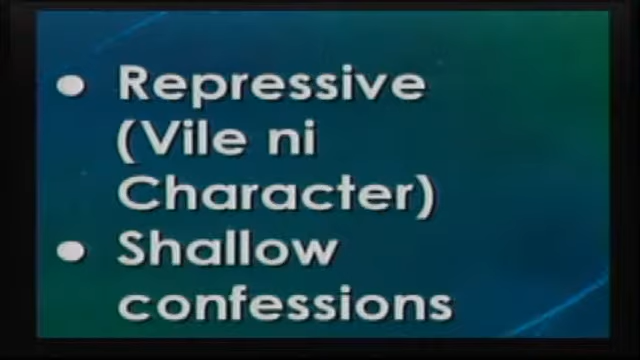 ● Repressive
(Vile ni
Character)
● Shallow
confessions